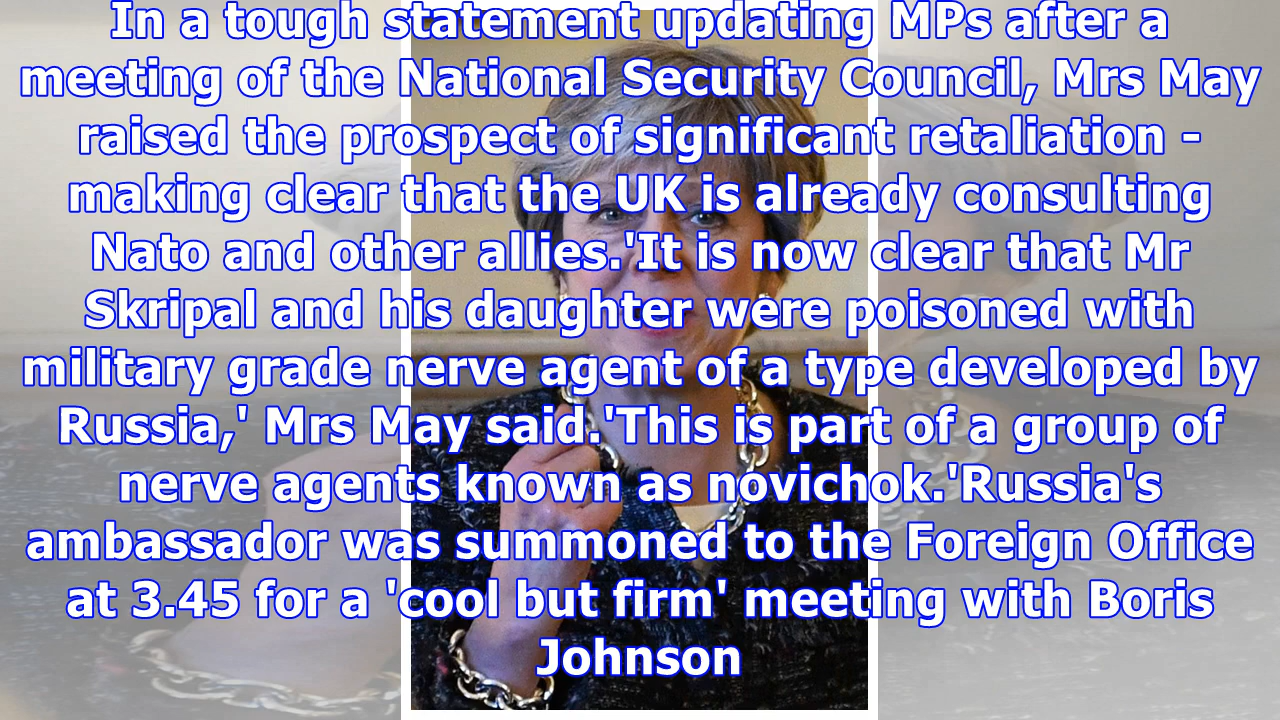 In a tough statement updating MPs after a
meeting of the National Security Council, Mrs May
raised the prospect of significant retaliation -
making clear that the UK is already consulting
Nato and other allies.'It is now clear that Mr
Skripal and his daughter were poisoned with
military grade nerve agent of a type developed by
Russia,' Mrs May said.'This is part of a group of
nerve agents known as novichok.'Russia's
ambassador was summoned to the Foreign Office
at 3.45 for a 'cool but firm' meeting with Boris
Johnson